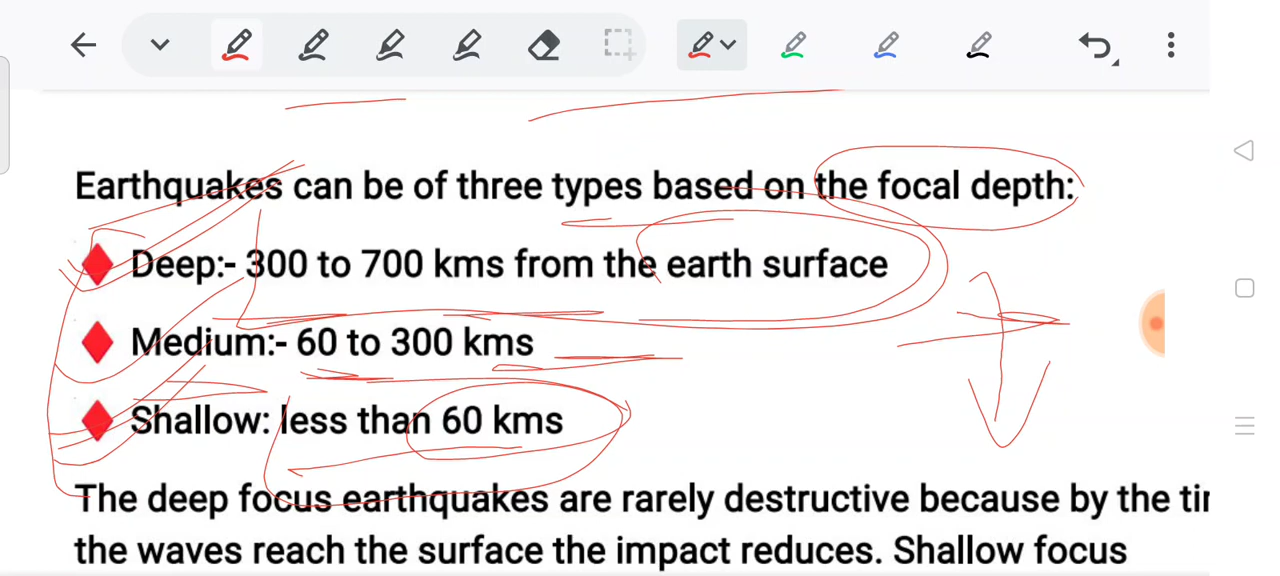 Earthquakes can be of three types based on the focal depth:
Deep:- 300 to 700 kms from the earth surface
Medium:- 60 to 300 kms
Shallow: less than 60 kms
The deep focus earthquakes are rarely destructive because by the
the waves reach the surface the impact reduces. Shallow focus